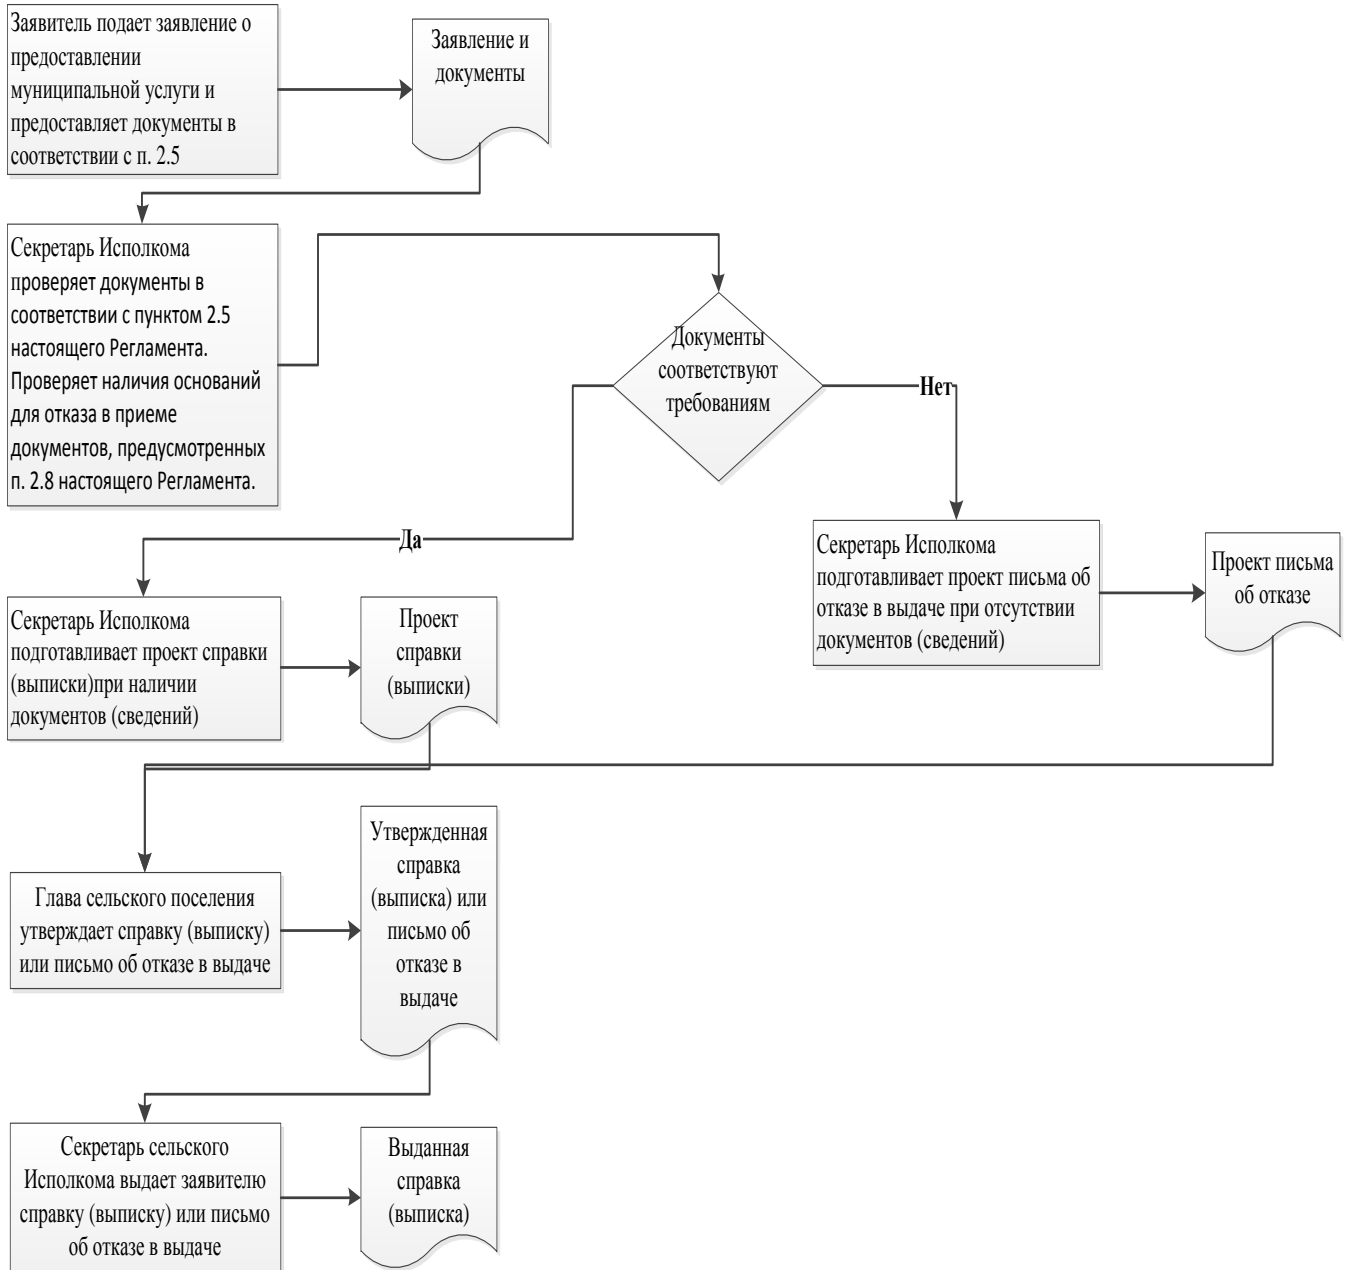 Заявитель подает заявление о
предоставлении
муниципальной услуги и
предоставляет документы в
соответствии с п. 2.5
Заявление и
документы
Секретарь Исполкома
проверяет документы в
соответствии с пунктом 2.5
настоящего Регламента.
Проверяет наличия оснований
для отказа в приеме
документов, предусмотренных
п. 2.8 настоящего Регламента.
Документы
соответствуют
требованиям
Нет
Да
Секретарь Исполкома
подготавливает проект письма об
отказе в выдаче при отсутствии
документов (сведений)
Проект письма
об отказе
Секретарь Исполкома
подготавливает проект справки
(выписки)при наличии
документов (сведений)
Проект
справки
(выписки)
Глава сельского поселения
утверждает справку (выписку)
или письмо об отказе в выдаче
Утвержденная
справка
(выписка) или
письмо об
отказе в
выдаче
Секретарь сельского
Исполкома выдает заявителю
справку (выписку) или письмо
об отказе в выдаче
Выданная
справка
(выписка)